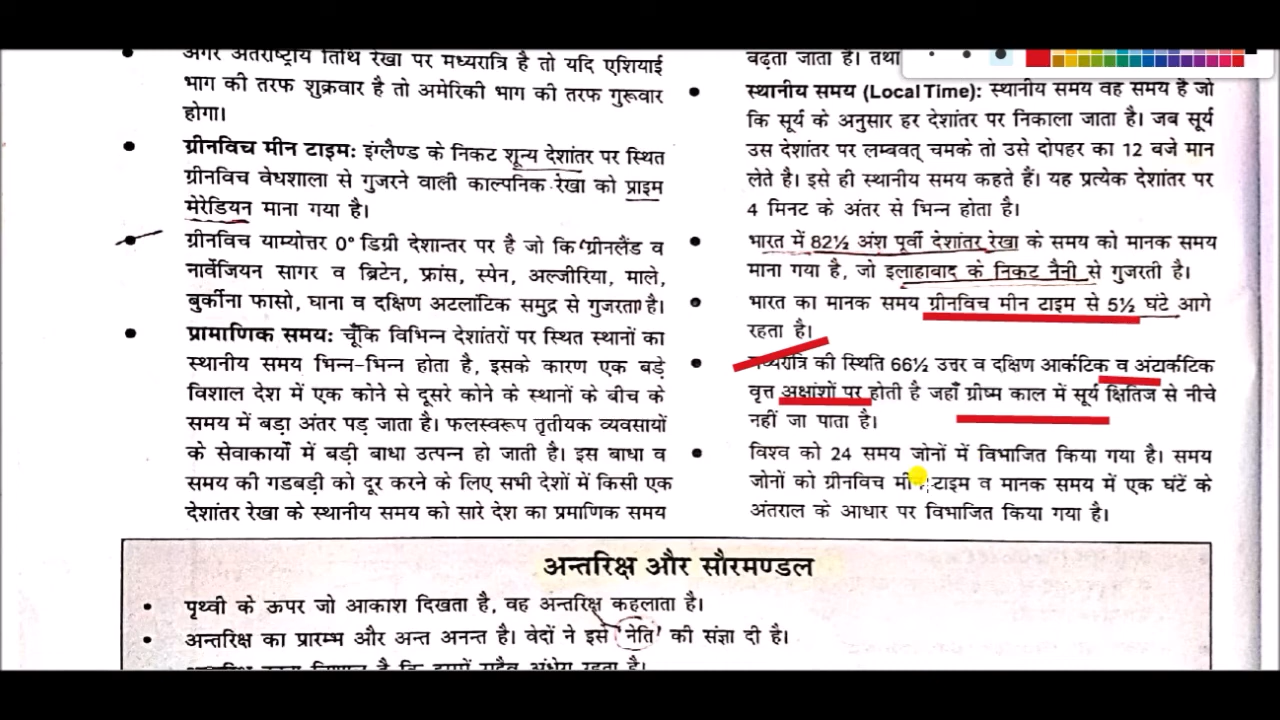 अगर अंतर्राष्ट्रीय तिथि रेखा पर मध्यरात्रि है तो यदि एशियाई
भाग की तरफ शुक्रवार है तो अमेरिकी भाग की तरफ गुरूवार
होगा।
• ग्रीनविच मीन टाइम: इंग्लैण्ड के निकट शून्य देशांतर पर स्थित
ग्रीनविच वेधशाला से गुजरने वाली काल्पनिक रेखा को प्राइम
मेरेडियन माना गया है।
• ग्रीनविच याम्योत्तर 0° डिग्री देशान्तर पर है जो कि ग्रीनलैंड व
नार्वेजियन सागर व ब्रिटेन, फ्रांस, स्पेन, अल्जीरिया, माले,
बुर्कीना फासो, घाना व दक्षिण अटलांटिक समुद्र से गुजरता है।
• प्रामाणिक समय: चूँकि विभिन्न देशांतरों पर स्थित स्थानों का
स्थानीय समय भिन्न-भिन्न होता है, इसके कारण एक बड़े
विशाल देश में एक कोने से दूसरे कोने के स्थानों के बीच के
समय में बड़ा अंतर पड़ जाता है। फलस्वरूप तृतीयक व्यवसायों
के सेवाकार्यों में बड़ी बाधा उत्पन्न हो जाती है। इस बाधा व
समय की गडबड़ी को दूर करने के लिए सभी देशों में किसी एक
देशांतर रेखा के स्थानीय समय को सारे देश का प्रमाणिक समय
बढ़ता जाता है। तथा
• स्थानीय समय (Local Time): स्थानीय समय वह समय है जो
कि सूर्य के अनुसार हर देशांतर पर निकाला जाता है। जब सूर्य
उस देशांतर पर लम्बवत् चमके तो उसे दोपहर का 12 बजे मान
लेते है। इसे ही स्थानीय समय कहते हैं। यह प्रत्येक देशांतर पर
4 मिनट के अंतर से भिन्न होता है।
• भारत में 82½ अंश पूर्वी देशांतर रेखा के समय को मानक समय
माना गया है, जो इलाहाबाद के निकट नैनी से गुजरती है।
• भारत का मानक समय ग्रीनविच मीन टाइम से 5½ घंटे आगे
रहता है।
• मध्यरात्रि की स्थिति 66½ उत्तर व दक्षिण आर्कटिक व अंटार्कटिक
वृत्त अक्षांशों पर होती है जहाँ ग्रीष्म काल में सूर्य क्षितिज से नीचे
नहीं जा पाता है।
• विश्व को 24 समय जोनों में विभाजित किया गया है। समय
जोनों को ग्रीनविच मीन टाइम व मानक समय में एक घंटें के
अंतराल के आधार पर विभाजित किया गया है।
अन्तरिक्ष और सौरमण्डल
• पृथ्वी के ऊपर जो आकाश दिखता है, वह अन्तरिक्ष कहलाता है।
• अन्तरिक्ष का प्रारम्भ और अन्त अनन्त है। वेदों ने इसे 'नेति' की संज्ञा दी है।